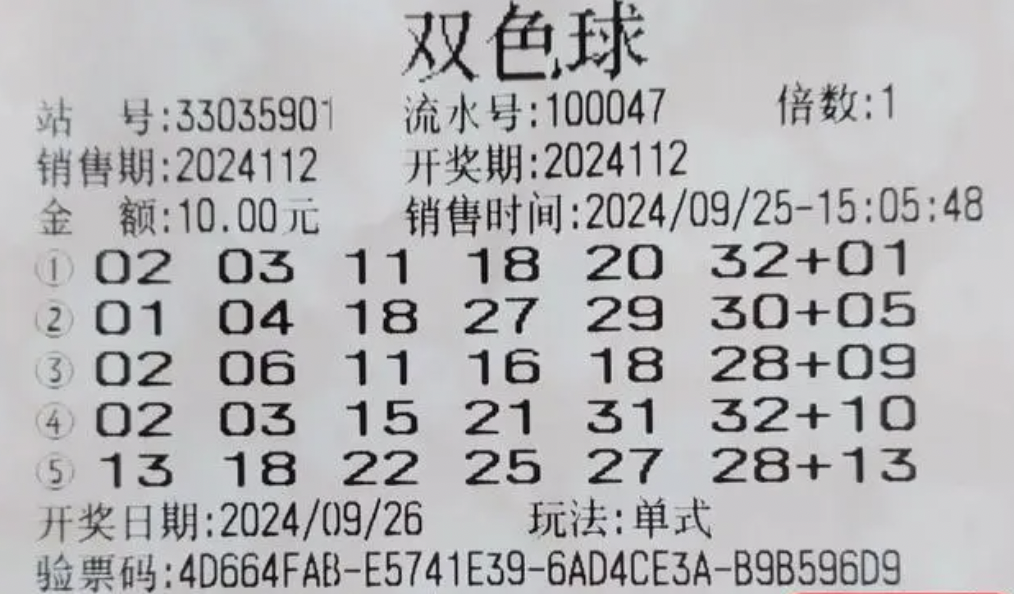 双色球
站 号:33035901 流水号:100047 倍数:1
销售期:2024112 开奖期:2024112
金 额:10.00元 销售时间:2024/09/25-15:05:48
① 02 03 11 18 20 32+01
② 01 04 18 27 29 30+05
③ 02 06 11 16 18 28+09
④ 02 03 15 21 31 32+10
⑤ 13 18 22 25 27 28+13
开奖日期:2024/09/26 玩法:单式
验票码:4D664FAB-E5741E39-6AD4CE3A-B9B596D9